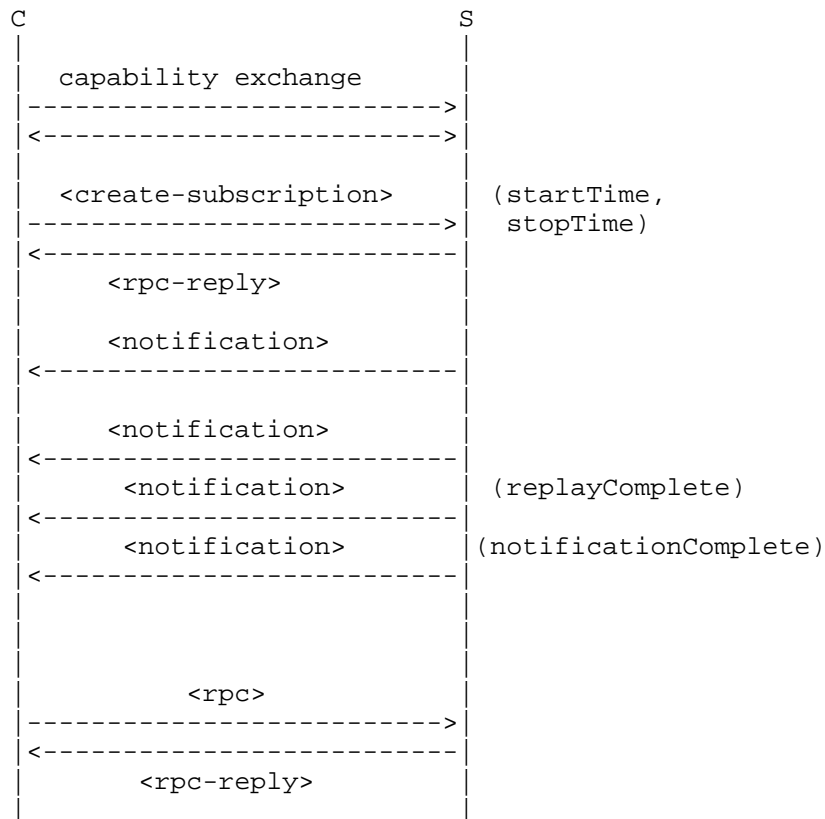 C S
capability exchange
|-------------------------->|
|<------------------------->|
<create-subscription> (startTime,
|-------------------------->| stopTime)
|<--------------------------|
<rpc-reply>
<notification>
|<--------------------------|
<notification>
|<--------------------------|
<notification> (replayComplete)
|<--------------------------|
<notification> (notificationComplete)
|<--------------------------|
<rpc>
|-------------------------->|
|<--------------------------|
<rpc-reply>